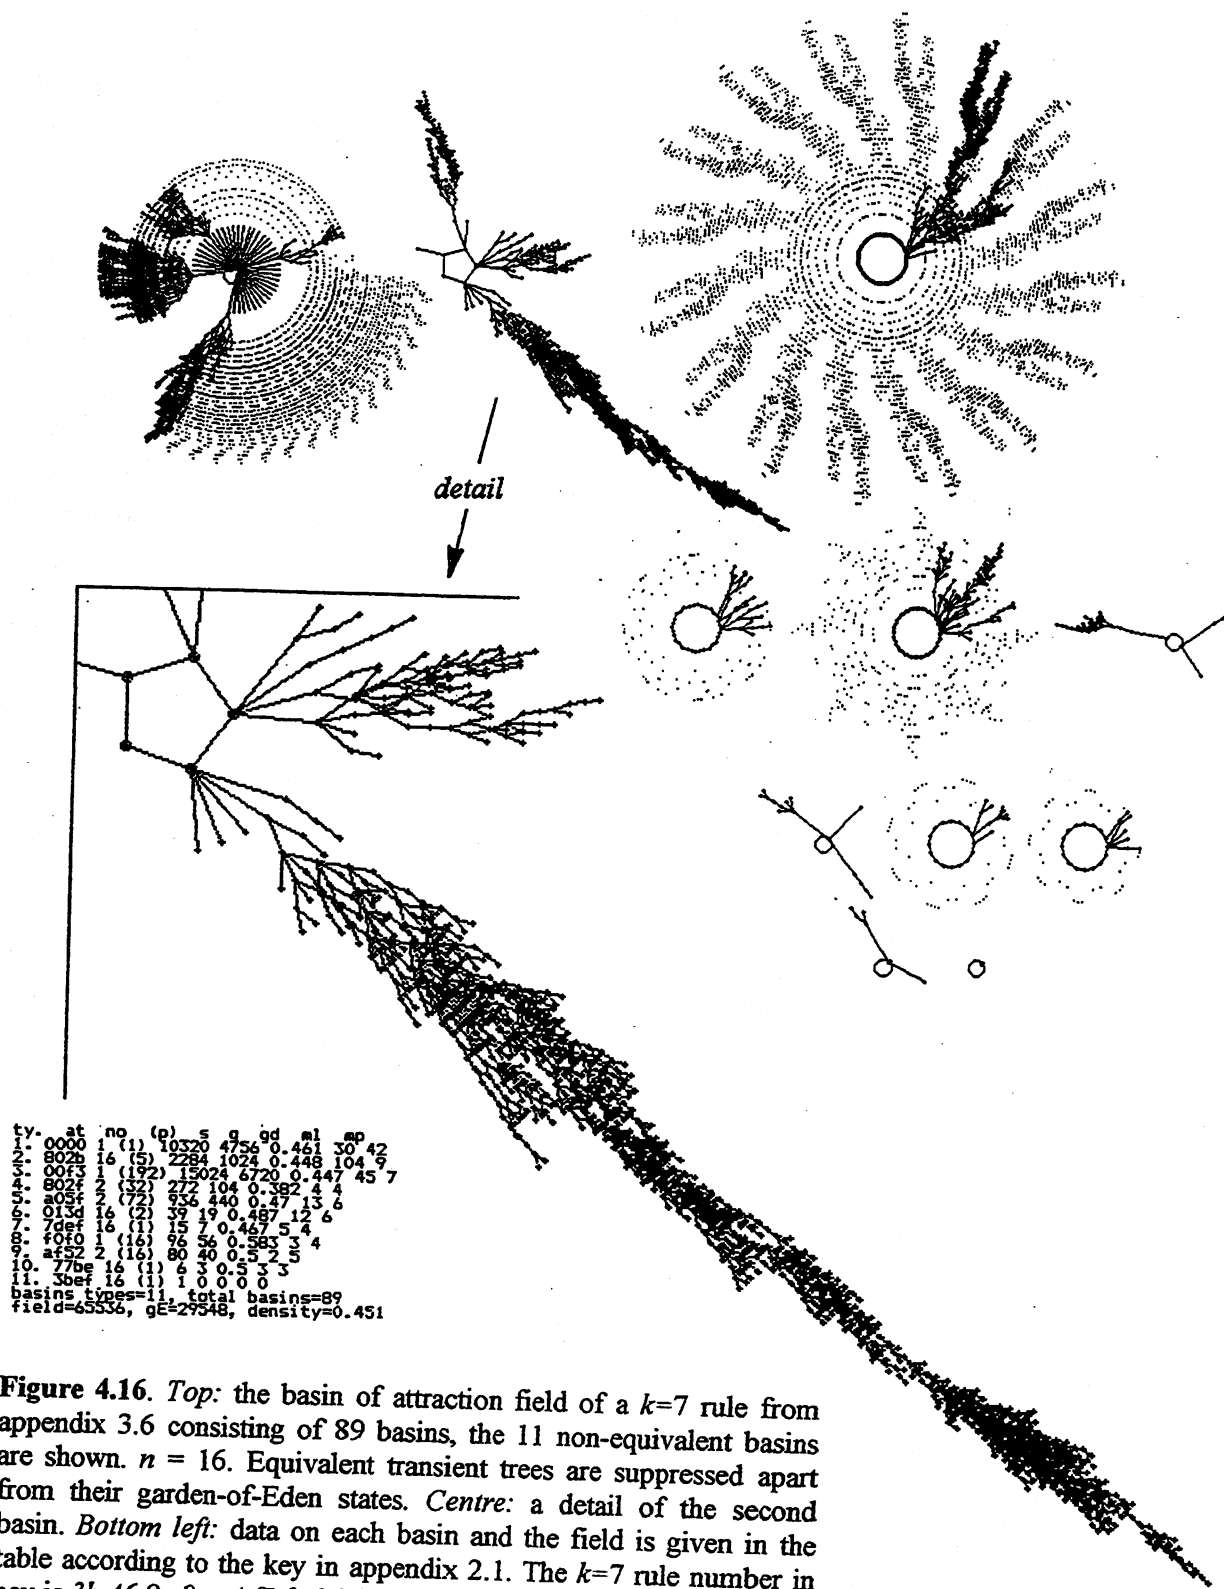 detail
ty. at no (p) s g gd ml mp
1. 0000 1 (1) 10320 4756 0.461 30 42
2. 802b 16 (5) 2284 1024 0.448 104 9
3. 00f3 1 (192) 15024 6720 0.447 45 7
4. 802f 2 (32) 272 104 0.382 4 4
5. a05f 2 (72) 936 440 0.47 13 6
6. 013d 16 (2) 39 19 0.487 12 6
7. 7def 16 (1) 15 7 0.467 5 4
8. f0f0 1 (16) 96 56 0.583 3 4
9. af52 2 (16) 80 40 0.5 2 5
10. 77be 16 (1) 6 3 0.5 3 3
11. 3bef 16 (1) 1 0 0 0 0
basins types=11, total basins=89
field=65536, gE=29548, density=0.451
Figure 4.16. Top: the basin of attraction field of a k=7 rule from
appendix 3.6 consisting of 89 basins, the 11 non-equivalent basins
are shown. n = 16. Equivalent transient trees are suppressed apart
from their garden-of-Eden states. Centre: a detail of the second
basin. Bottom left: data on each basin and the field is given in the
table according to the key in appendix 2.1. The k=7 rule number in